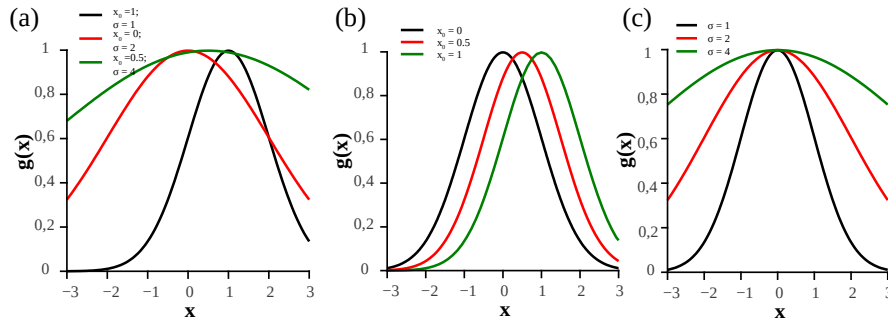 (a)
x₀ =1;
σ = 1
x₀ = 0;
σ = 2
x₀ =0.5;
σ = 4
g(x)
1
0,8
0,6
0,4
0,2
0
−3 −2 −1 0 1 2 3
x
(b)
x₀ = 0
x₀ = 0.5
x₀ = 1
g(x)
1
0,8
0,6
0,4
0,2
0
−3 −2 −1 0 1 2 3
x
(c)
σ = 1
σ = 2
σ = 4
g(x)
1
0,8
0,6
0,4
0,2
0
−3 −2 −1 0 1 2 3
x